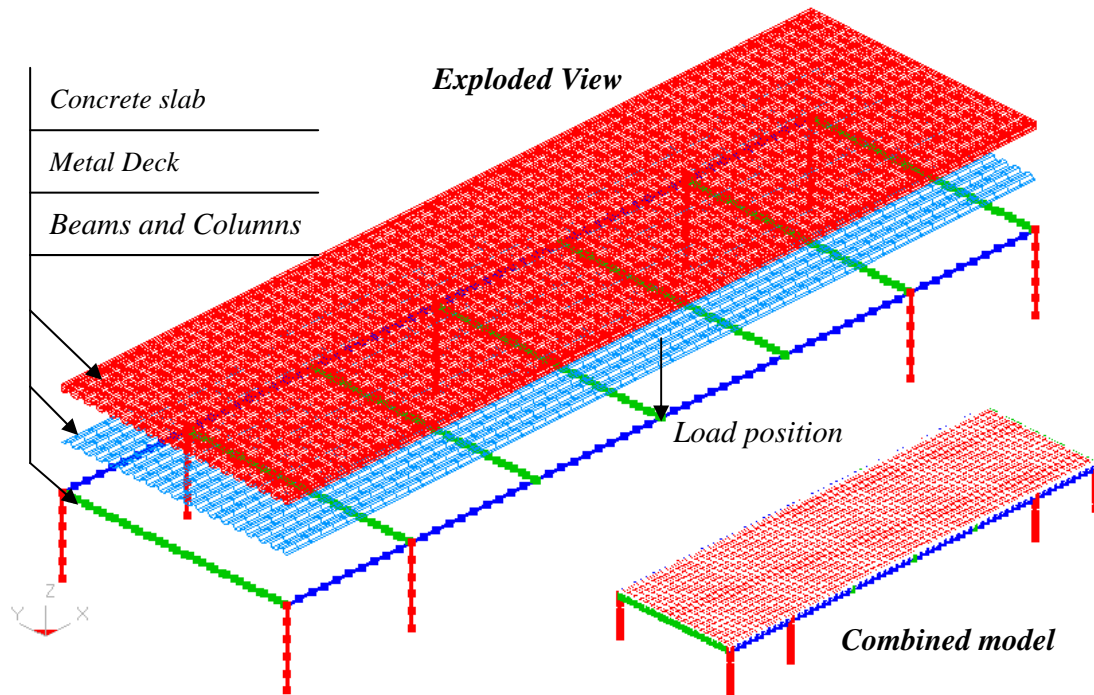 Exploded View
Concrete slab
Metal Deck
Beams and Columns
Load position
Z
Y X
Combined model